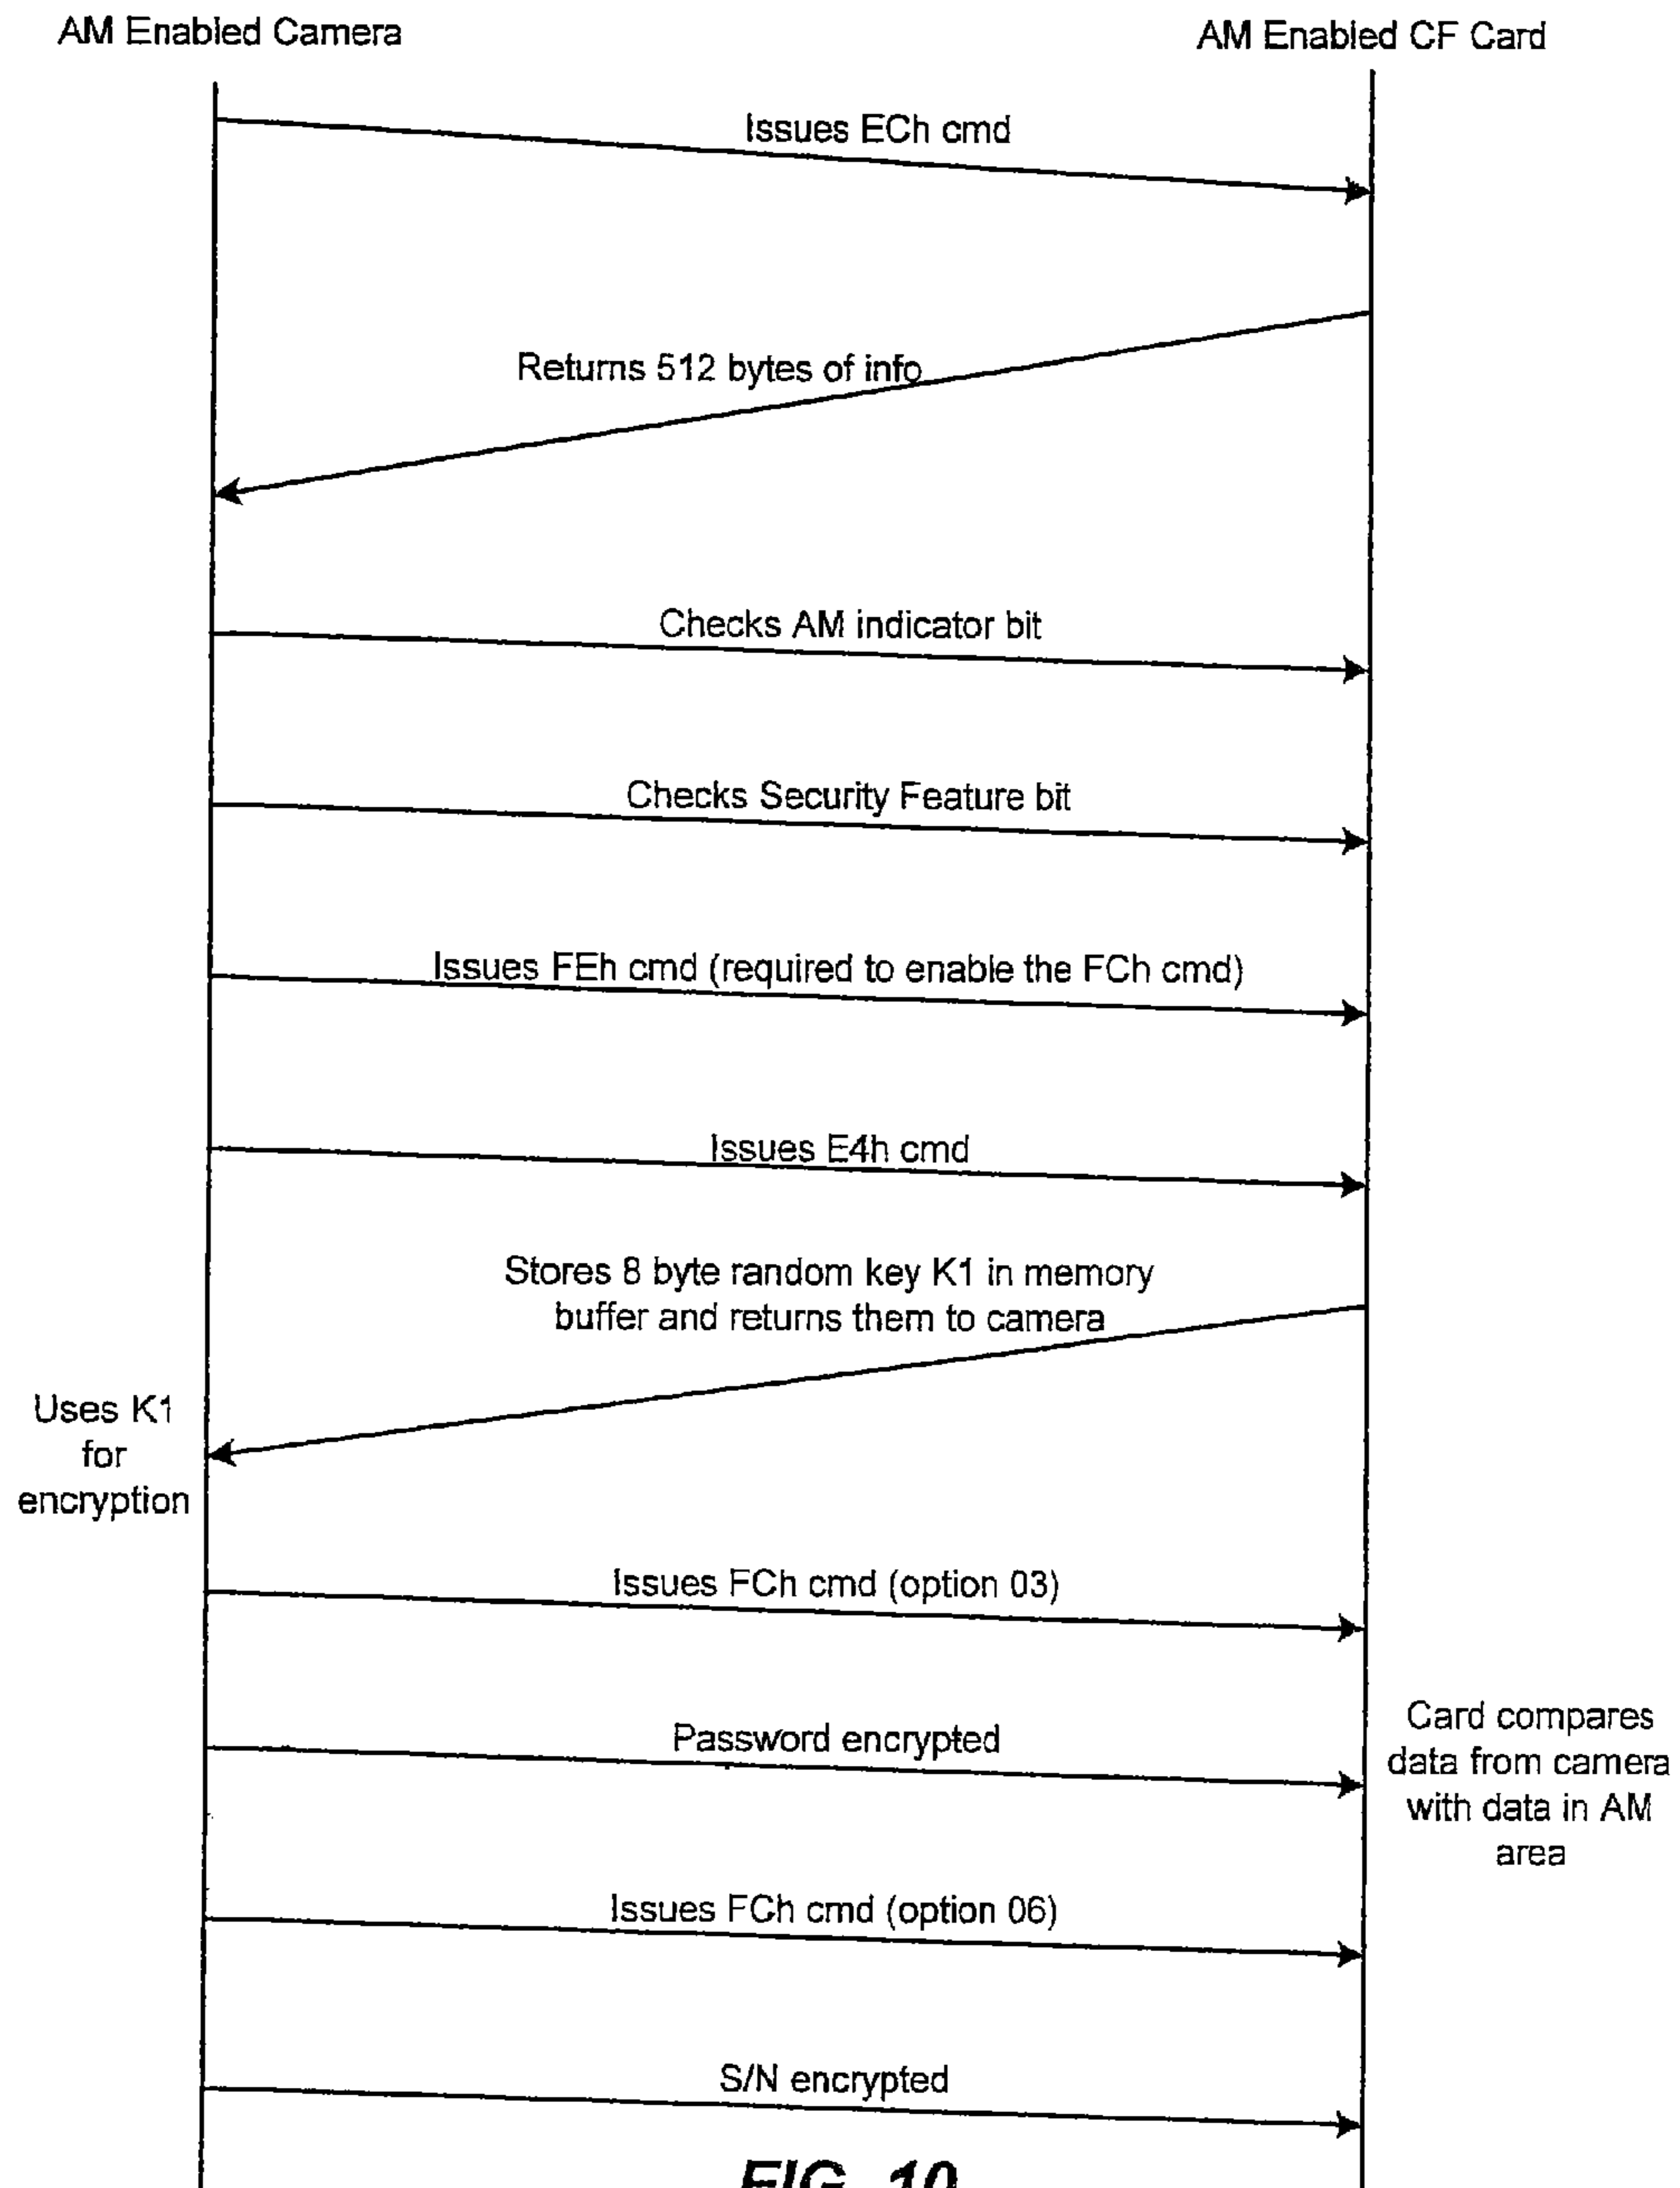 AM Enabled Camera
AM Enabled CF Card
Issues ECh cmd
Returns 512 bytes of info
Checks AM indicator bit
Checks Security Feature bit
Issues FEh cmd (required to enable the FCh cmd)
Issues E4h cmd
Stores 8 byte random key K1 in memory
buffer and returns them to camera
Uses K1
for
encryption
Issues FCh cmd (option 03)
Password encrypted
Card compares
data from camera
with data in AM
area
Issues FCh cmd (option 06)
S/N encrypted
FIG. 10